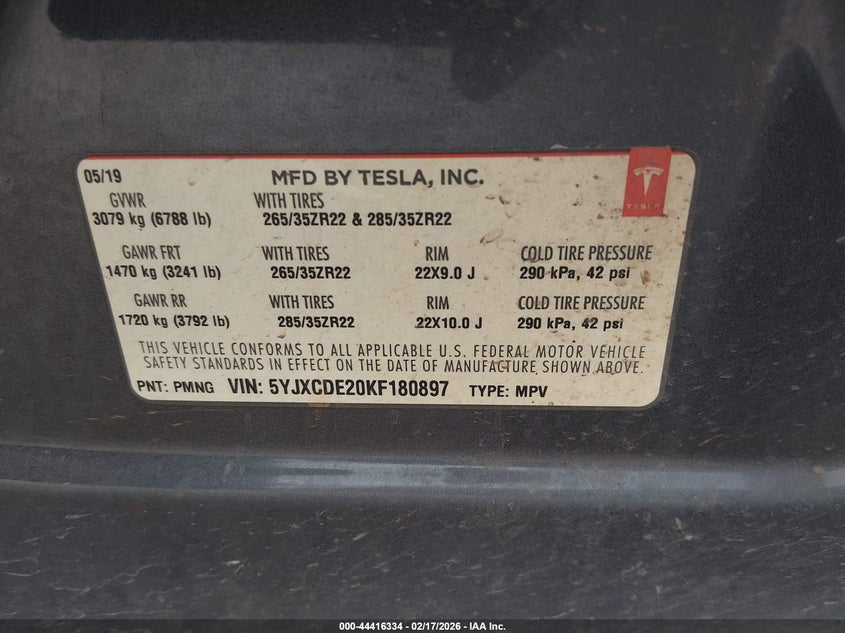 05/19 MFD BY TESLA, INC.
TESLA
GVWR WITH TIRES
3079 kg (6788 lb) 265/35ZR22 & 285/35ZR22
GAWR FRT WITH TIRES RIM COLD TIRE PRESSURE
1470 kg (3241 lb) 265/35ZR22 22X9.0 J 290 kPa, 42 psi
GAWR RR WITH TIRES RIM COLD TIRE PRESSURE
1720 kg (3792 lb) 285/35ZR22 22X10.0 J 290 kPa, 42 psi
THIS VEHICLE CONFORMS TO ALL APPLICABLE U.S. FEDERAL MOTOR VEHICLE
SAFETY STANDARDS IN EFFECT ON THE DATE OF MANUFACTURE, SHOWN ABOVE.
PNT: PMNG VIN: 5YJXCDE20KF180897 TYPE: MPV
000-44416334 - 02/17/2026 - IAA Inc.